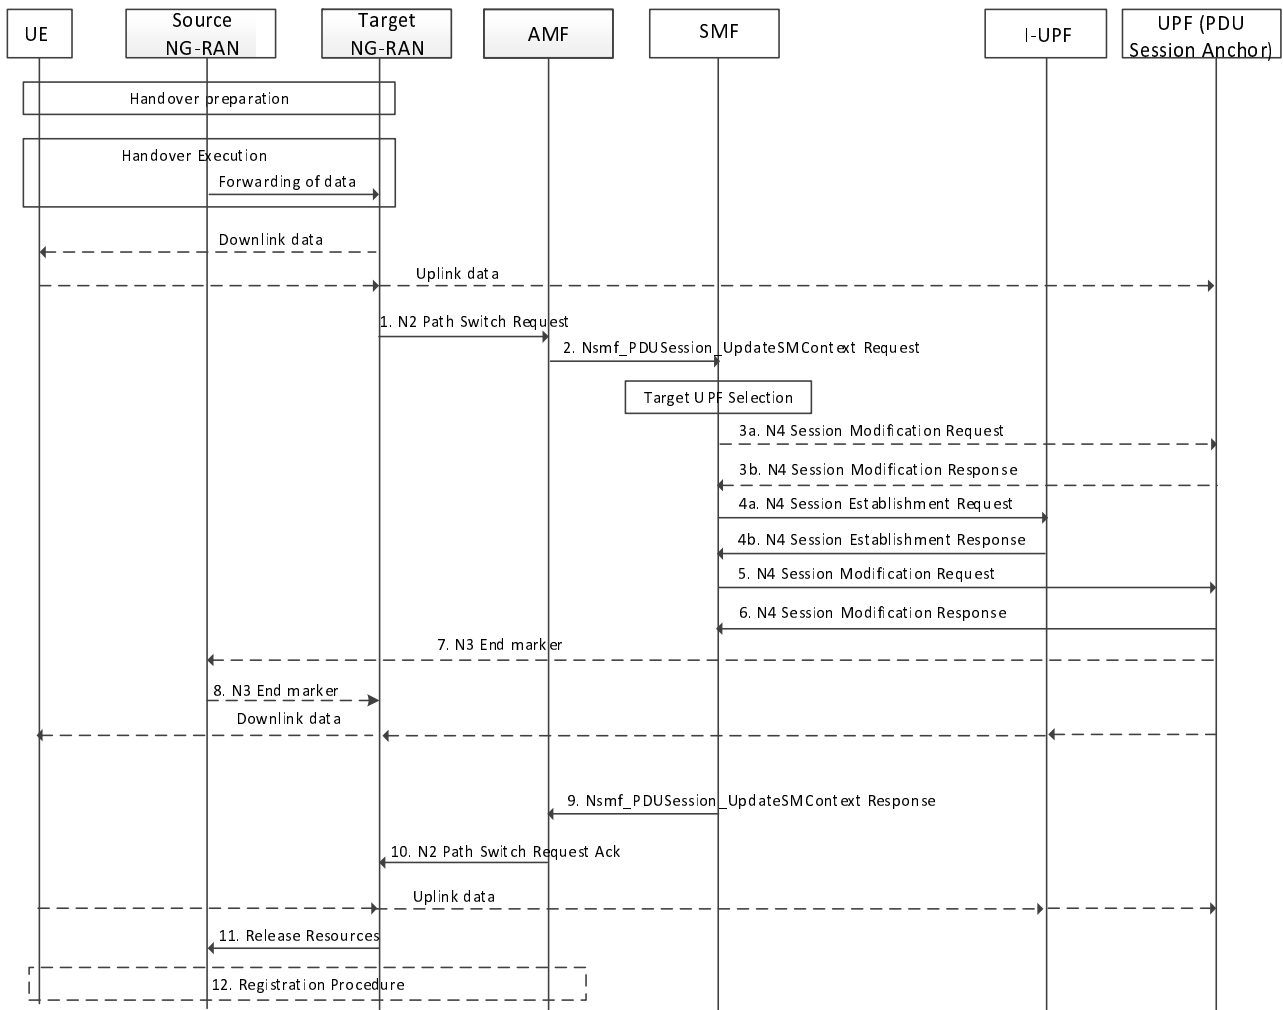 UE
Source
NG-RAN
Target
NG-RAN
AMF
SMF
I-UPF
UPF (PDU
Session Anchor)
Handover preparation
Handover Execution
Forwarding of data
Downlink data
Uplink data
1. N2 Path Switch Request
2. Nsmf_PDUSession_UpdateSMContext Request
Target UPF Selection
3a. N4 Session Modification Request
3b. N4 Session Modification Response
4a. N4 Session Establishment Request
4b. N4 Session Establishment Response
5. N4 Session Modification Request
6. N4 Session Modification Response
7. N3 End marker
8. N3 End marker
Downlink data
9. Nsmf_PDUSession_UpdateSMContext Response
10. N2 Path Switch Request Ack
Uplink data
11. Release Resources
12. Registration Procedure